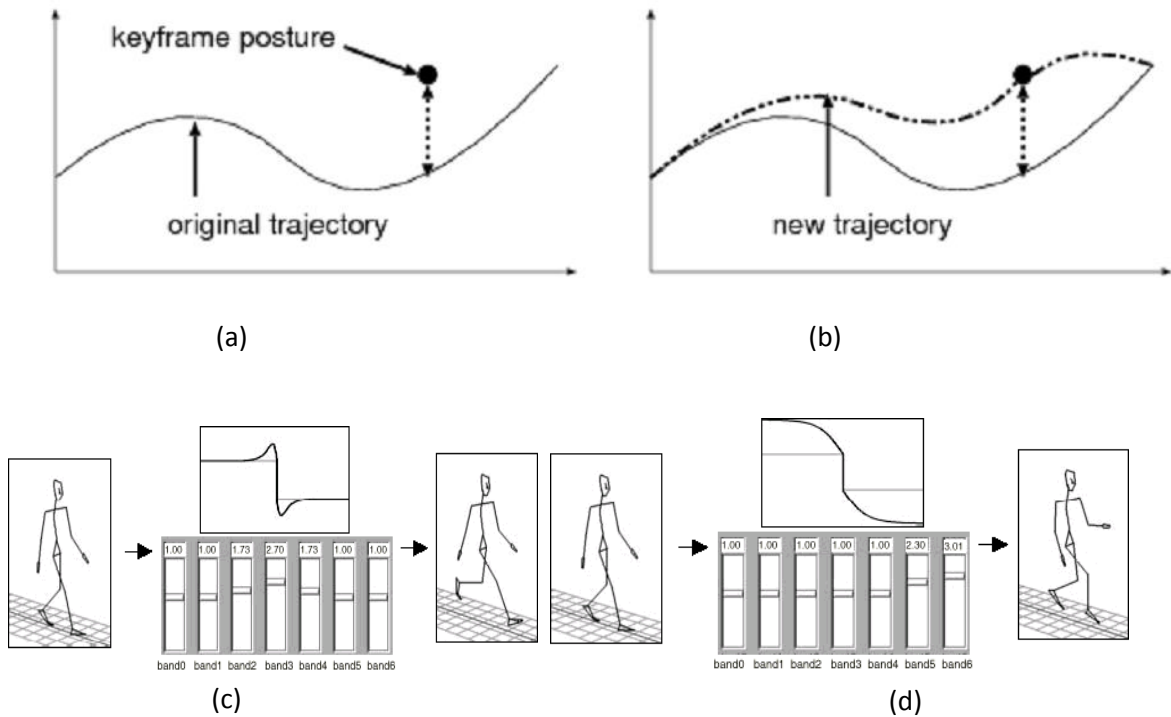 keyframe posture
original trajectory
new trajectory
(a)
(b)
1.00 1.00 1.73 2.70 1.73 1.00 1.00
band0 band1 band2 band3 band4 band5 band6
(c)
1.00 1.00 1.00 1.00 1.00 2.30 3.01
band0 band1 band2 band3 band4 band5 band6
(d)